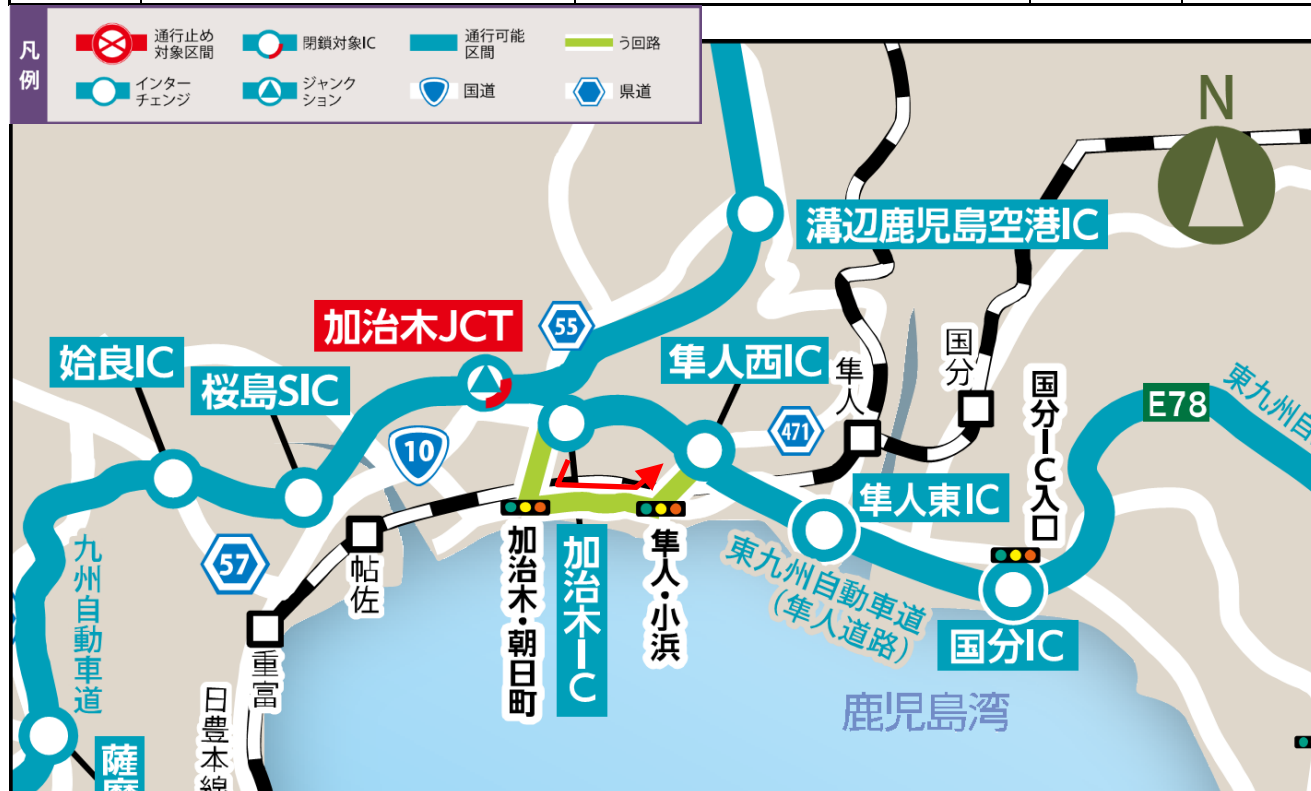 凡例
通行止め
対象区間
閉鎖対象IC
通行可能
区間
う回路
インター
チェンジ
ジャンク
ション
国道
県道
N
溝辺鹿児島空港IC
加治木JCT
55
姶良IC
桜島SIC
隼人西IC
隼人
国分
国分IC入口
E78
東九州自
10
471
57
隼人東IC
九州自動車道
帖佐
加治木・朝日町
加治木IC
隼人・小浜
東九州自動車道
(隼人道路)
国分IC
重富
日豊本線
鹿児島湾
薩摩